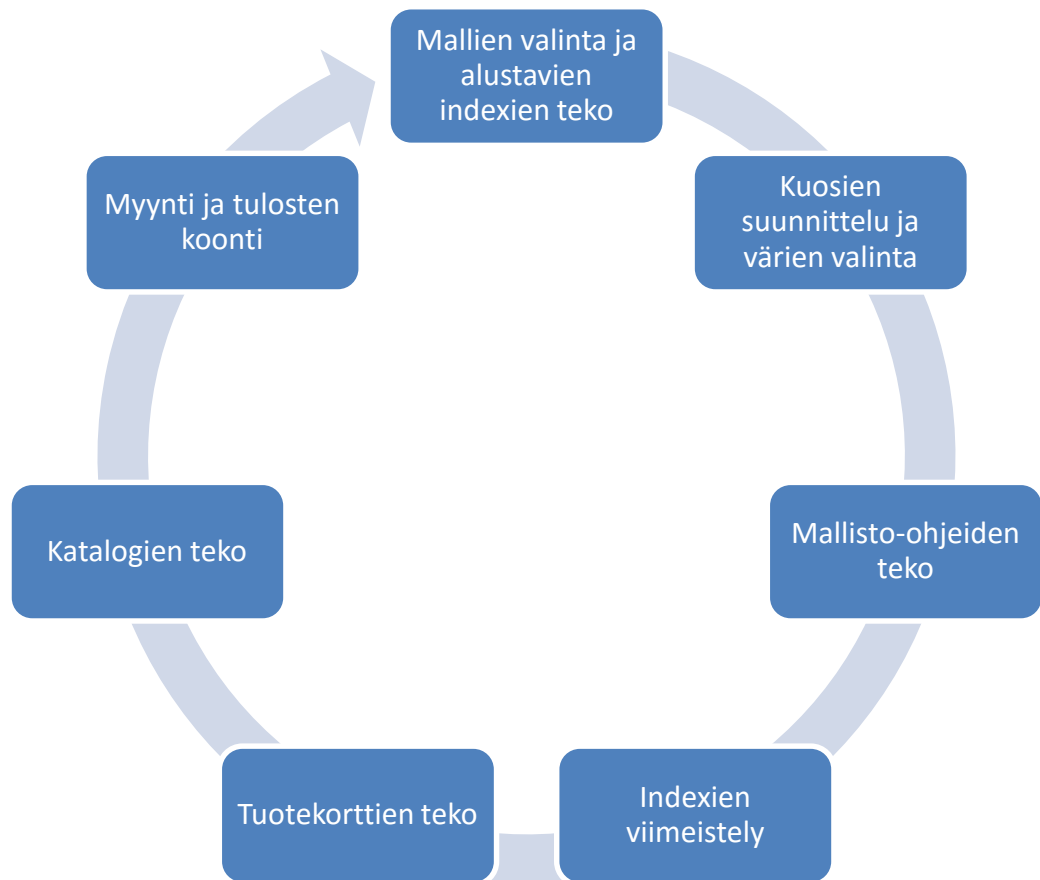 Mallien valinta ja
alustavien
indexien teko
Kuosien
suunnittelu ja
värien valinta
Mallisto-ohjeiden
teko
Indexien
viimeistely
Tuotekorttien teko
Katalogien teko
Myynti ja tulosten
koonti